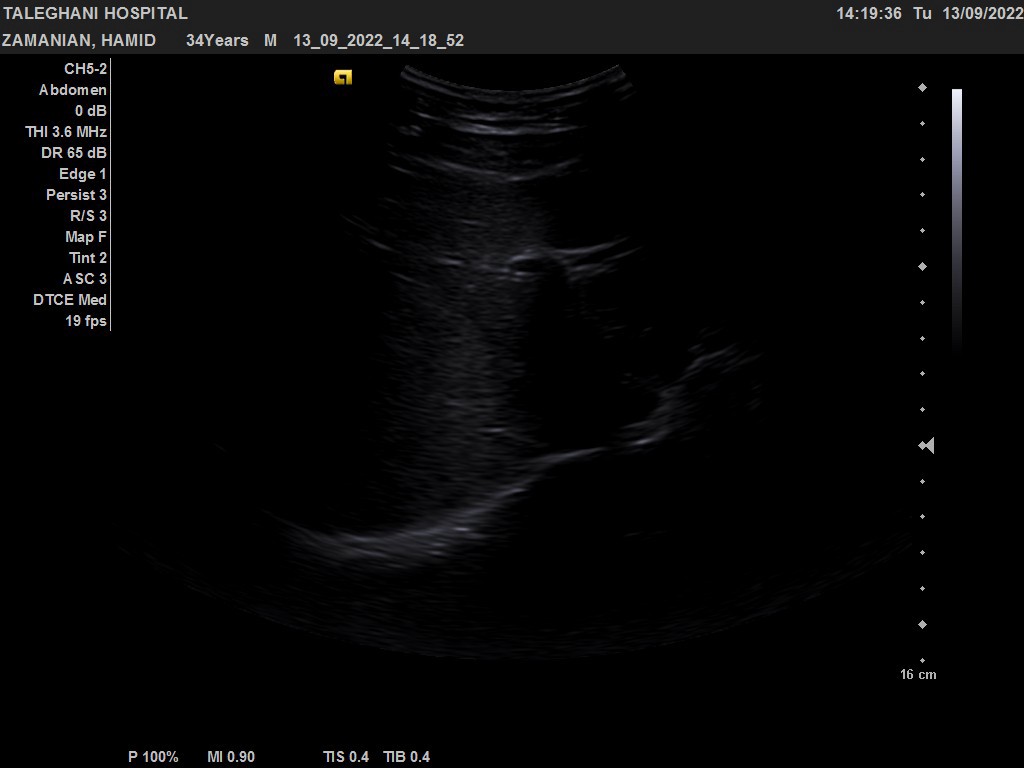 TALEGHANI HOSPITAL 14:19:36 Tu 13/09/2022
ZAMANIAN, HAMID 34Years M 13_09_2022_14_18_52
CH5-2
Abdomen
0 dB
THI 3.6 MHz
DR 65 dB
Edge 1
Persist 3
R/S 3
Map F
Tint 2
ASC 3
DTCE Med
19 fps
16 cm
P 100% MI 0.90 TIS 0.4 TIB 0.4